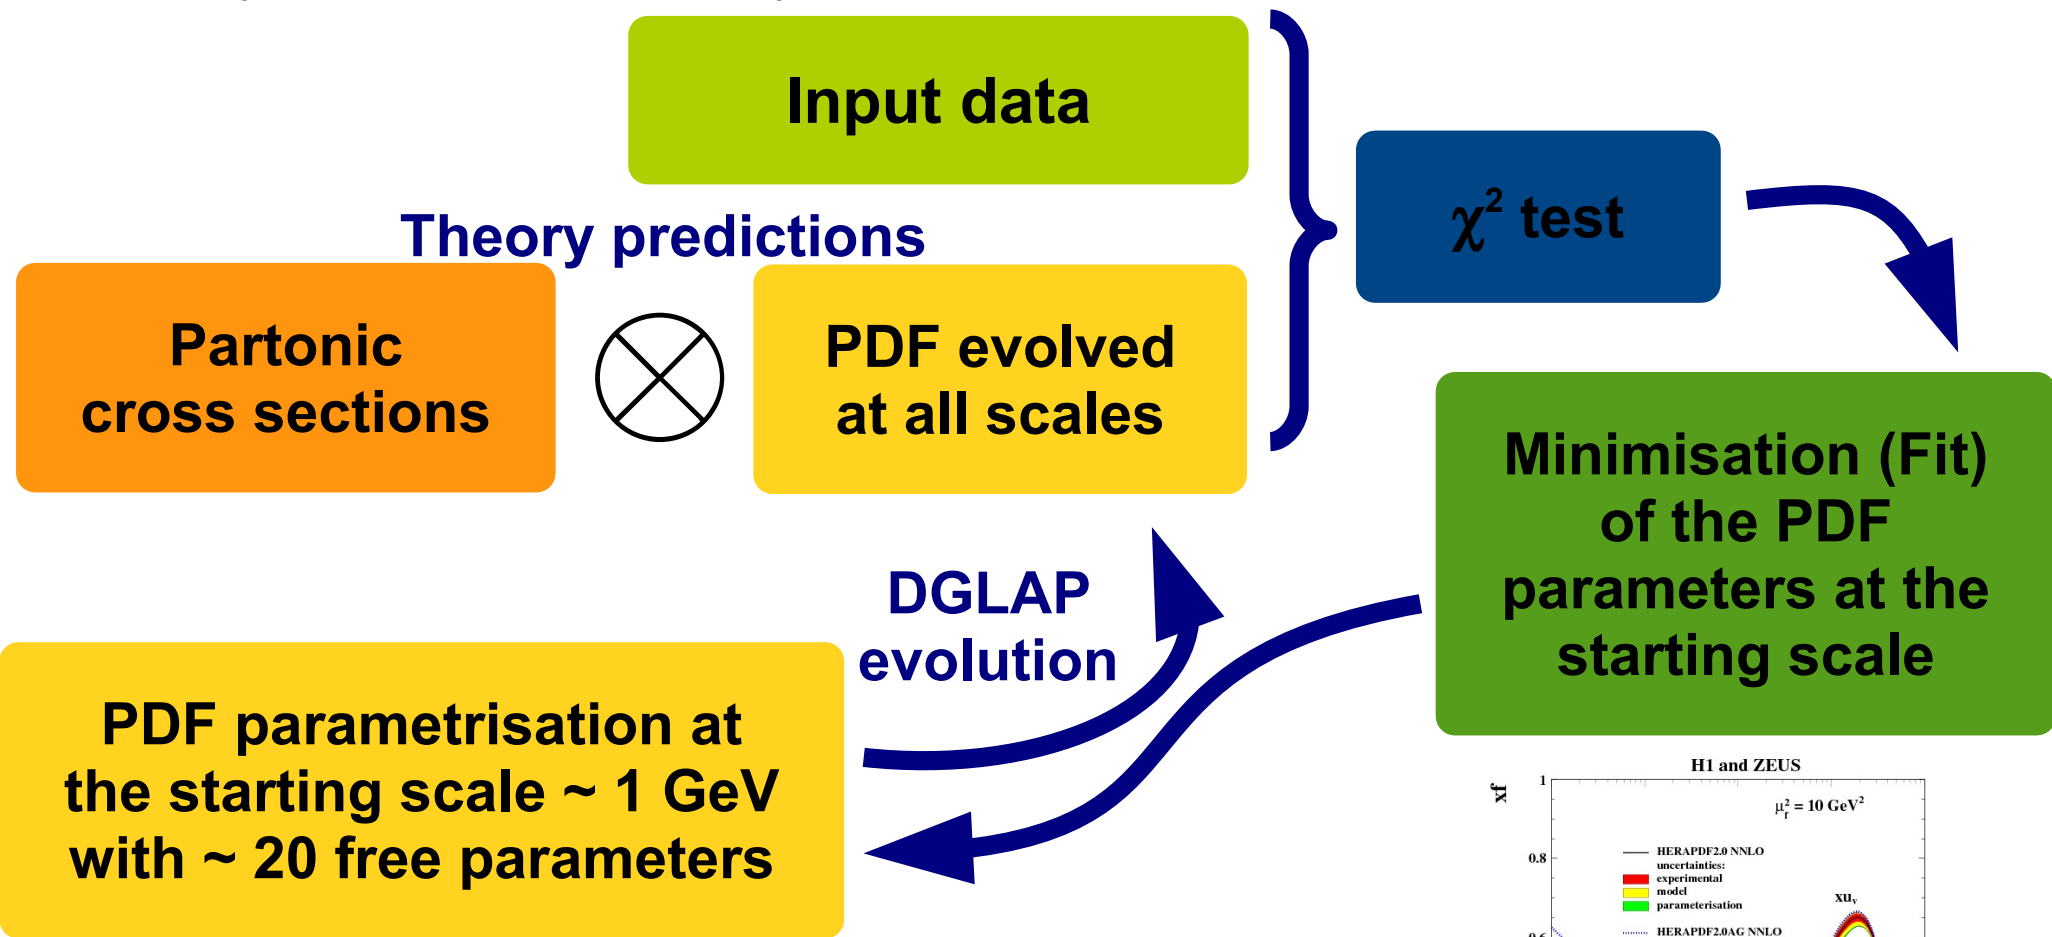 Input data
χ² test
Theory predictions
Partonic
cross sections
PDF evolved
at all scales
Minimisation (Fit)
of the PDF
parameters at the
starting scale
DGLAP
evolution
PDF parametrisation at
the starting scale ~ 1 GeV
with ~ 20 free parameters
H1 and ZEUS
xf
1
μ_f² = 10 GeV²
0.8
HERAPDF2.0 NNLO
uncertainties:
experimental
model
parameterisation
xu_v
HERAPDF2.0AG NNLO